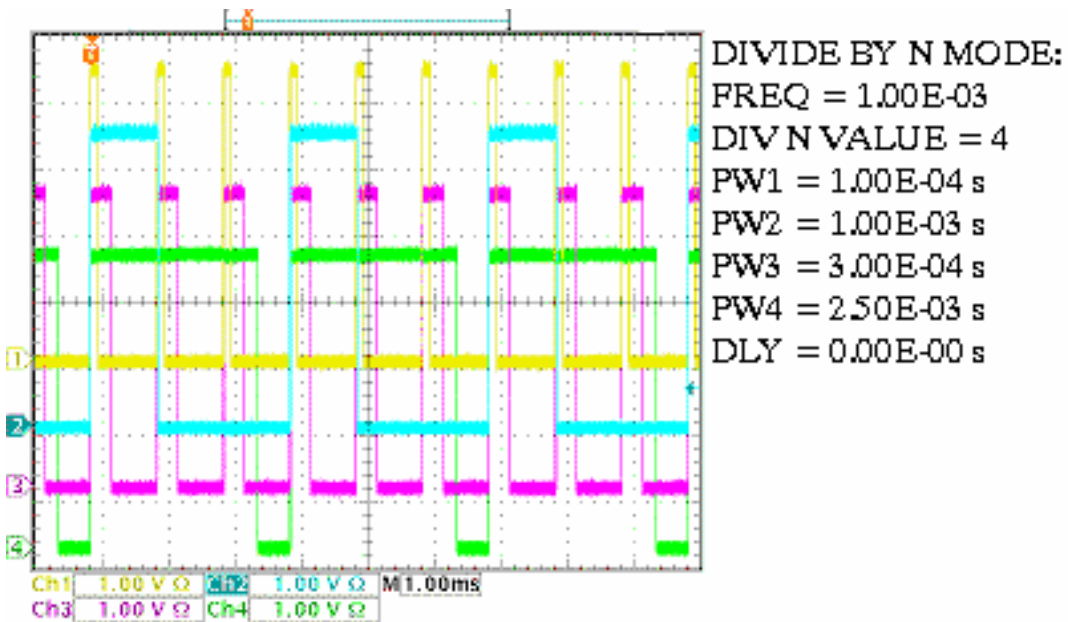 DIVIDE BY N MODE:
FREQ = 1.00E-03
DIV N VALUE = 4
PW1 = 1.00E-04 s
PW2 = 1.00E-03 s
PW3 = 3.00E-04 s
PW4 = 2.50E-03 s
DLY = 0.00E-00 s
1
2
3
4
Ch1 1.00 V Ω Ch2 1.00 V Ω M 1.00ms
Ch3 1.00 V Ω Ch4 1.00 V Ω